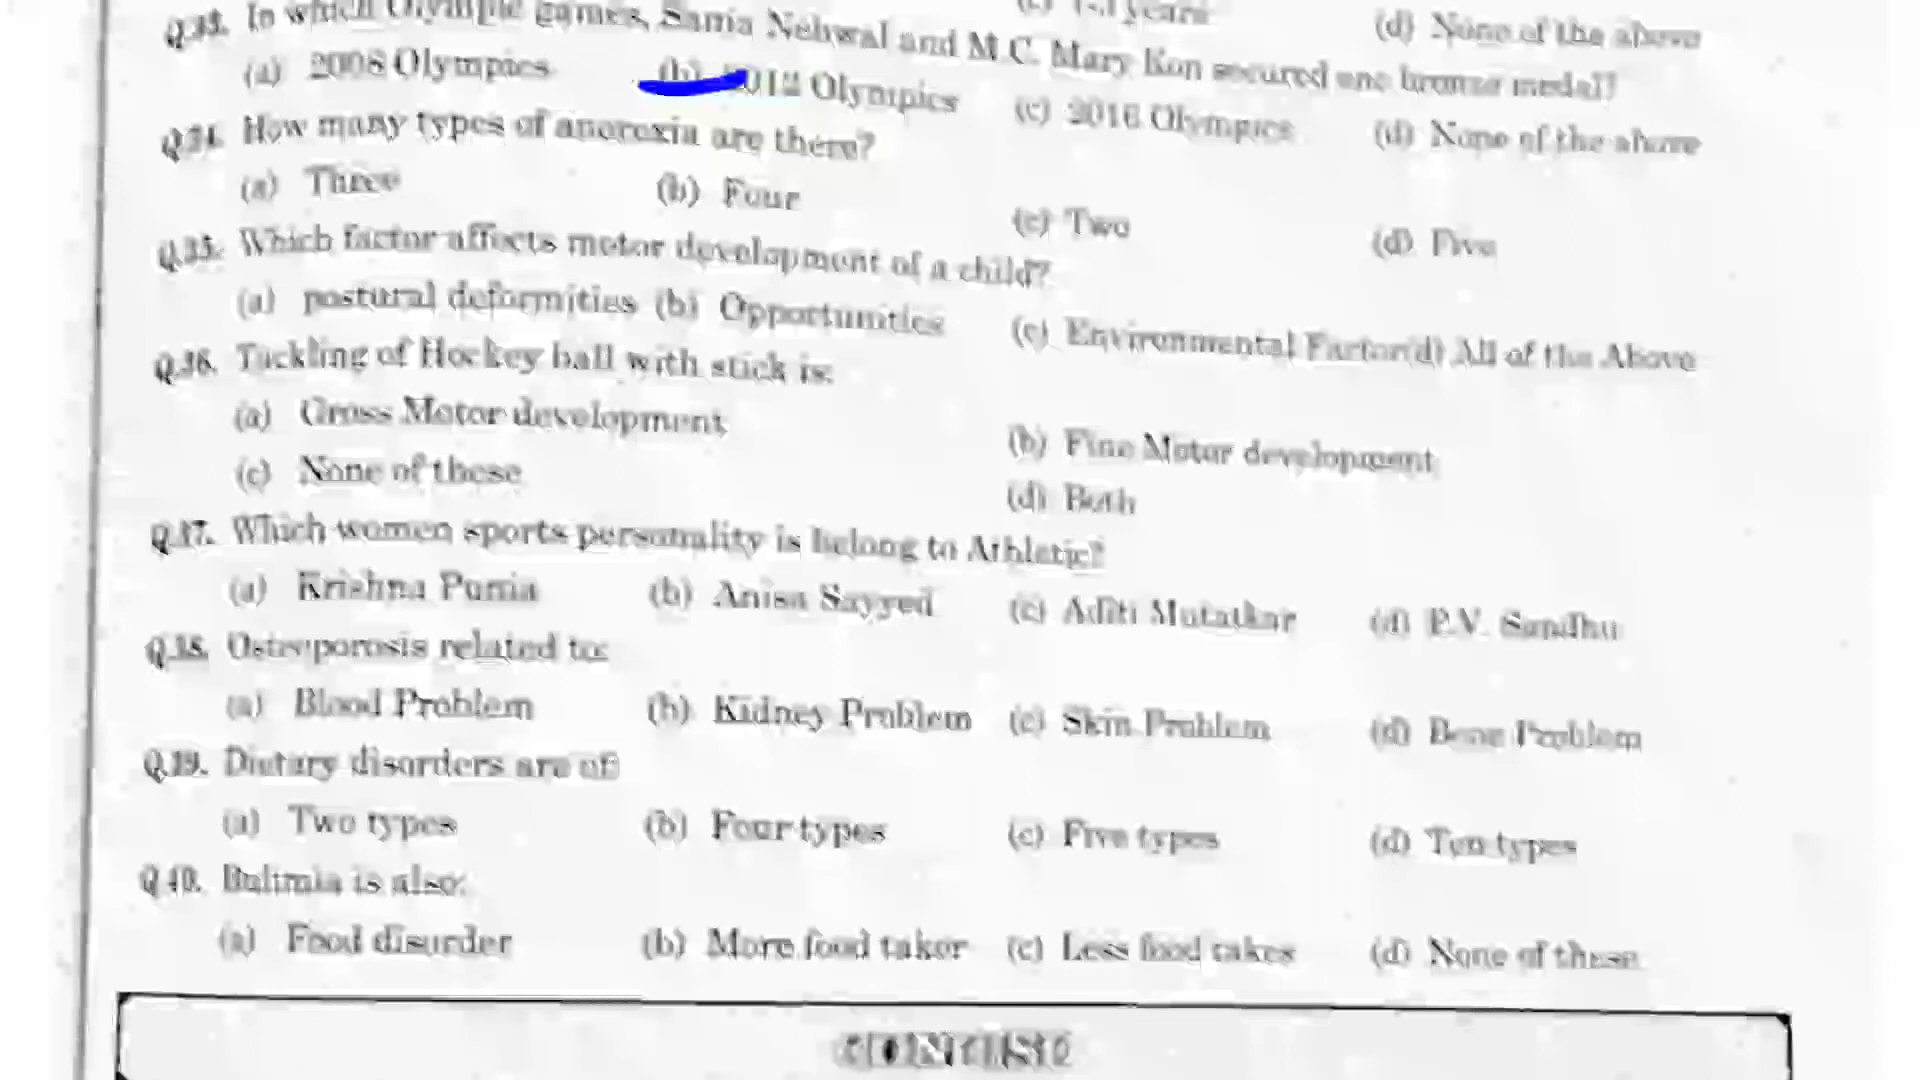 (d) None of the above
Q.33. In which Olympic games, Sania Nehwal and M.C. Mary Kon secured one bronze medal?
(a) 2008 Olympics (b) 2012 Olympics (c) 2016 Olympics (d) None of the above
Q.34. How many types of anorexia are there?
(a) Three (b) Four (c) Two (d) Five
Q.35. Which factor affects motor development of a child?
(a) postural deformities (b) Opportunities (c) Environmental Factor(d) All of the Above
Q.36. Tackling of Hockey ball with stick is:
(a) Gross Motor development (b) Fine Motor development
(c) None of these (d) Both
Q.37. Which women sports personality is belong to Athletic?
(a) Krishna Punia (b) Anisa Sayyed (c) Aditi Mutatkar (d) P.V. Sandhu
Q.38. Osteoporosis related to:
(a) Blood Problem (b) Kidney Problem (c) Skin Problem (d) Bone Problem
Q.39. Dietary disorders are of:
(a) Two types (b) Four types (c) Five types (d) Ten types
Q.40. Bulimia is also:
(a) Food disorder (b) More food taker (c) Less food takes (d) None of these